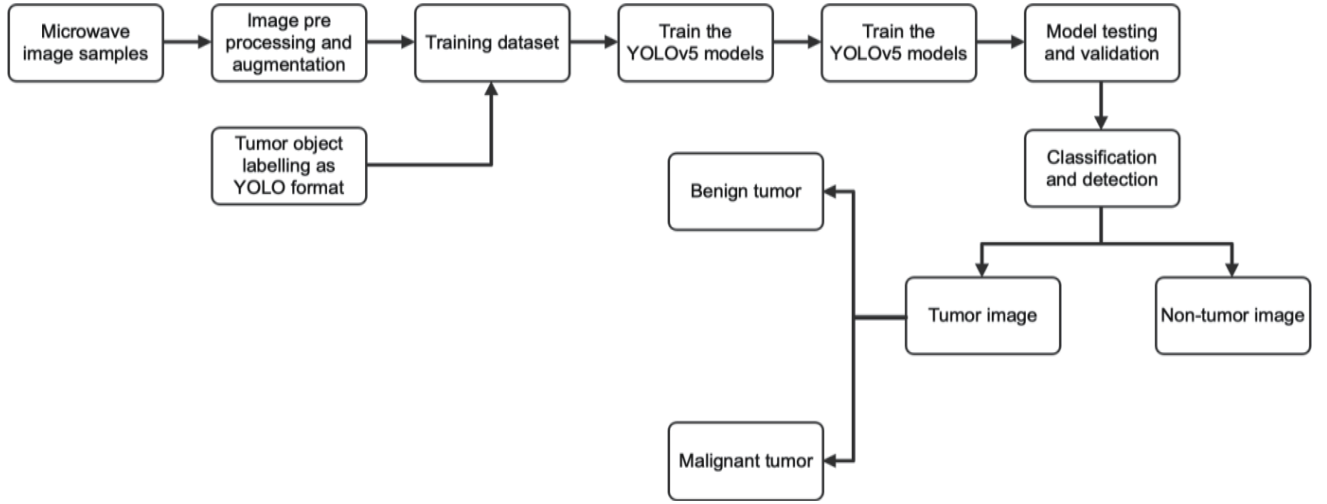 Microwave
image samples
Image pre
processing and
augmentation
Training dataset
Train the
YOLOv5 models
Train the
YOLOv5 models
Model testing
and validation
Tumor object
labelling as
YOLO format
Classification
and detection
Benign tumor
Tumor image
Non-tumor image
Malignant tumor